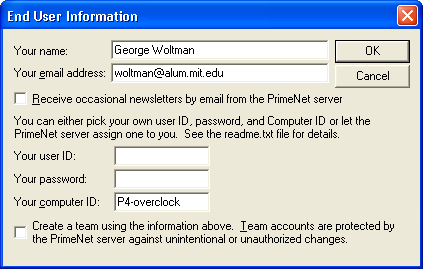 End User Information
Your name: George Woltman OK
Your email address: woltman@alum.mit.edu Cancel
Receive occasional newsletters by email from the PrimeNet server
You can either pick your own user ID, password, and Computer ID or let the
PrimeNet server assign one to you. See the readme.txt file for details.
Your user ID:
Your password:
Your computer ID: P4-overclock
Create a team using the information above. Team accounts are protected by
the PrimeNet server against unintentional or unauthorized changes.